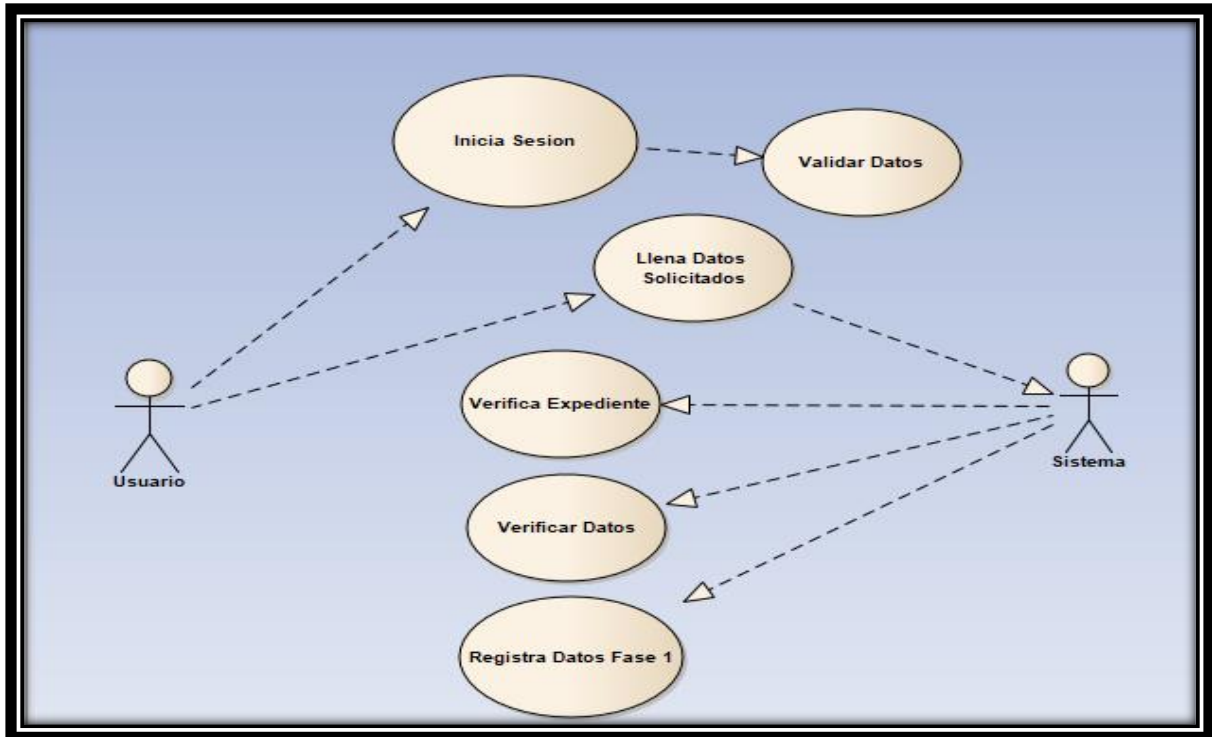 Inicia Sesion
Validar Datos
Llena Datos
Solicitados
Verifica Expediente
Usuario
Sistema
Verificar Datos
Registra Datos Fase 1